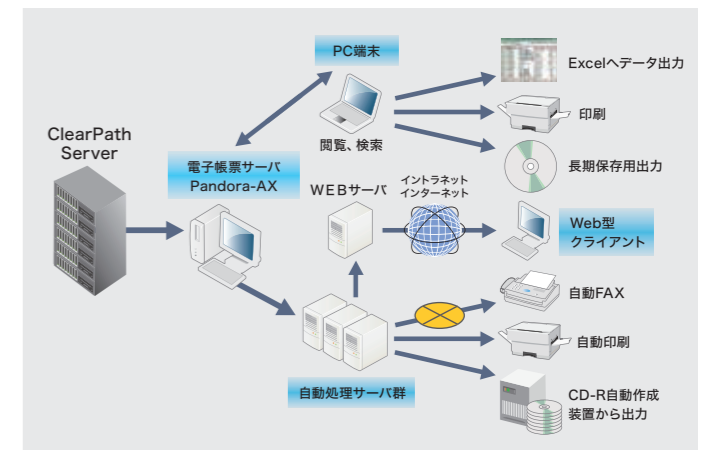 PC端末
Excelへデータ出力
印刷
閲覧、検索
長期保存用出力
ClearPath
Server
電子帳票サーバ
Pandora-AX
WEBサーバ
イントラネット
インターネット
Web型
クライアント
自動FAX
自動印刷
自動処理サーバ群
CD-R自動作成
装置から出力